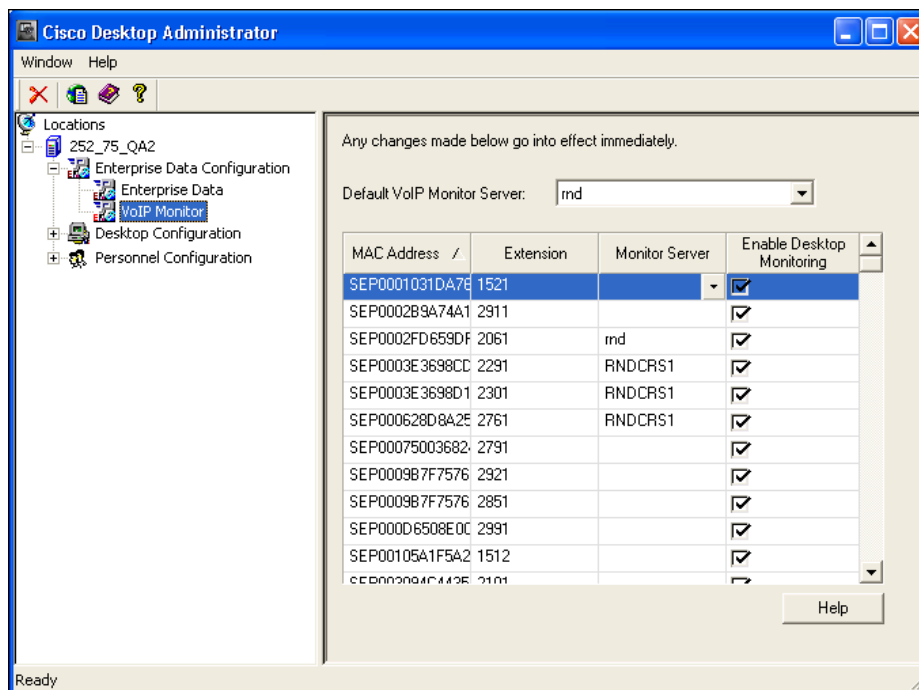 Cisco Desktop Administrator
Window Help
Locations
252_75_QA2
Enterprise Data Configuration
Enterprise Data
VoIP Monitor
Desktop Configuration
Personnel Configuration
Any changes made below go into effect immediately.
Default VoIP Monitor Server: rnd
MAC Address / Extension Monitor Server Enable Desktop Monitoring
SEP0001031DA76 1521
SEP0002B9A74A1 2911
SEP0002FD659DF 2061 rnd
SEP0003E3698CD 2291 RNDCRS1
SEP0003E3698D1 2301 RNDCRS1
SEP000628D8A25 2761 RNDCRS1
SEP00075003682 2791
SEP0009B7F7576 2921
SEP0009B7F7576 2851
SEP000D6508E0C 2991
SEP00105A1F5A2 1512
2101
Help
Ready